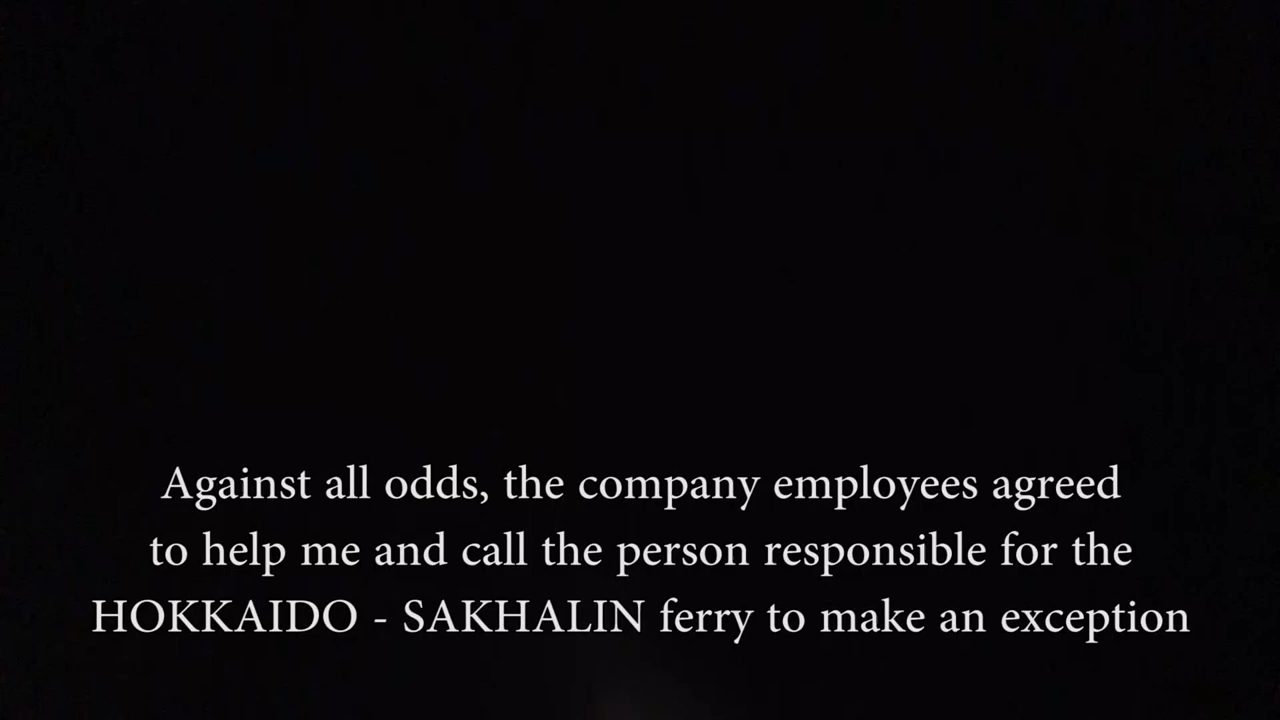 Against all odds, the company employees agreed
to help me and call the person responsible for the
HOKKAIDO - SAKHALIN ferry to make an exception